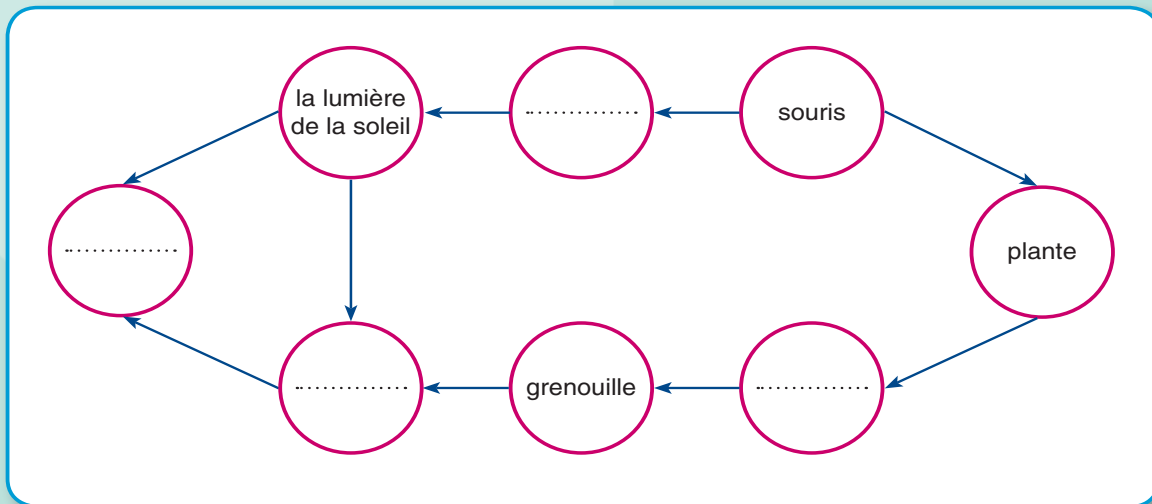 la lumière
de la soleil
................
souris
................
plante
................
grenouille
................